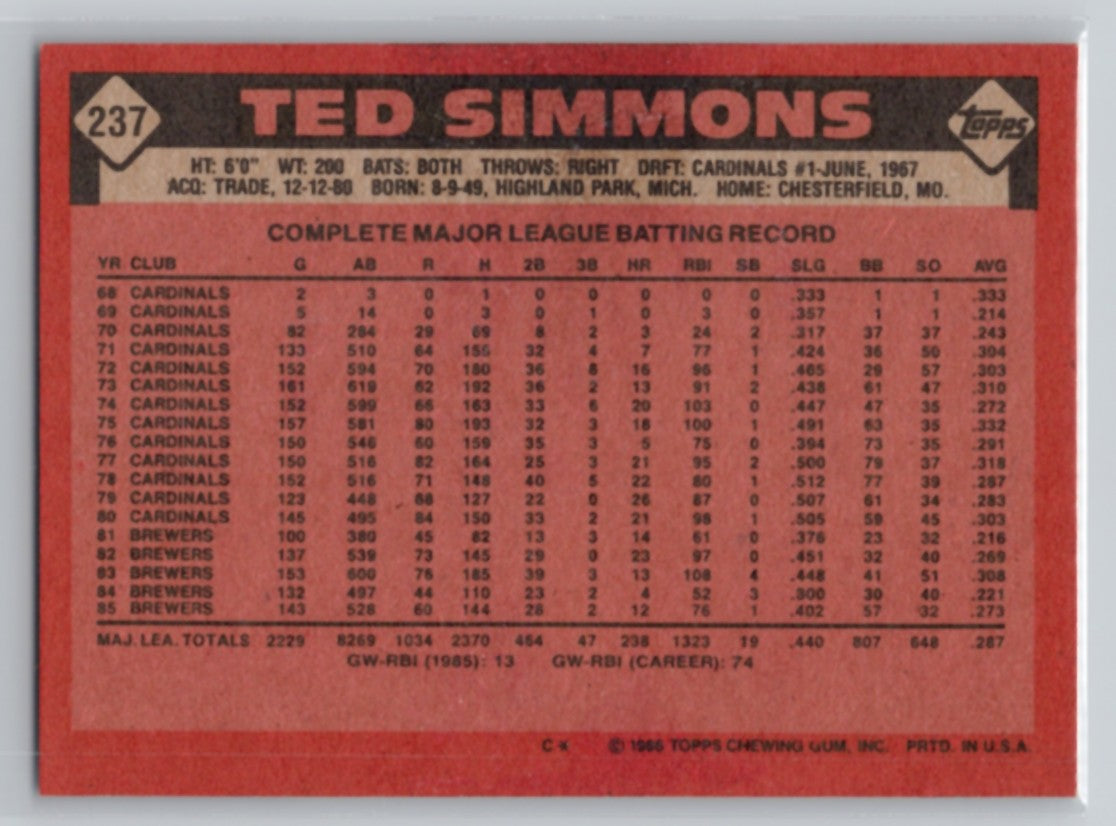 237 TED SIMMONS Topps
HT: 6'0" WT: 200 BATS: BOTH THROWS: RIGHT DRFT: CARDINALS #1-JUNE, 1967
ACQ: TRADE, 12-12-80 BORN: 8-9-49, HIGHLAND PARK, MICH. HOME: CHESTERFIELD, MO.
COMPLETE MAJOR LEAGUE BATTING RECORD
YR CLUB G AB R H 2B 3B HR RBI SB SLG BB SO AVG
68 CARDINALS 2 3 0 1 0 0 0 0 0 .333 1 1 .333
69 CARDINALS 5 14 0 3 0 1 0 3 0 .357 1 1 .214
70 CARDINALS 82 284 29 69 8 2 3 24 2 .317 37 37 .243
71 CARDINALS 133 510 64 155 32 4 7 77 1 .424 36 50 .304
72 CARDINALS 152 594 70 180 36 6 16 96 1 .465 29 57 .303
73 CARDINALS 161 619 62 192 36 2 13 91 2 .438 61 47 .310
74 CARDINALS 152 599 66 163 33 6 20 103 0 .447 47 35 .272
75 CARDINALS 157 581 80 193 32 3 18 100 1 .491 63 35 .332
76 CARDINALS 150 546 60 159 35 3 5 75 0 .394 73 35 .291
77 CARDINALS 150 516 82 164 25 3 21 95 2 .500 79 37 .318
78 CARDINALS 152 516 71 148 40 5 22 80 1 .512 77 39 .287
79 CARDINALS 123 448 68 127 22 0 26 87 0 .507 61 34 .283
80 CARDINALS 145 495 84 150 33 2 21 98 1 .505 59 45 .303
81 BREWERS 100 380 45 82 13 3 14 61 0 .376 23 32 .216
82 BREWERS 137 539 73 145 29 0 23 97 0 .451 32 40 .269
83 BREWERS 153 600 76 185 39 3 13 108 4 .448 41 51 .308
84 BREWERS 132 497 44 110 23 2 4 52 3 .300 30 40 .221
85 BREWERS 143 528 60 144 28 2 12 76 1 .402 57 32 .273
MAJ. LEA. TOTALS 2229 8269 1034 2370 464 47 238 1323 19 .440 807 648 .287
GW-RBI (1985): 13 GW-RBI (CAREER): 74
C* © 1986 TOPPS CHEWING GUM, INC. PRTD. IN U.S.A.